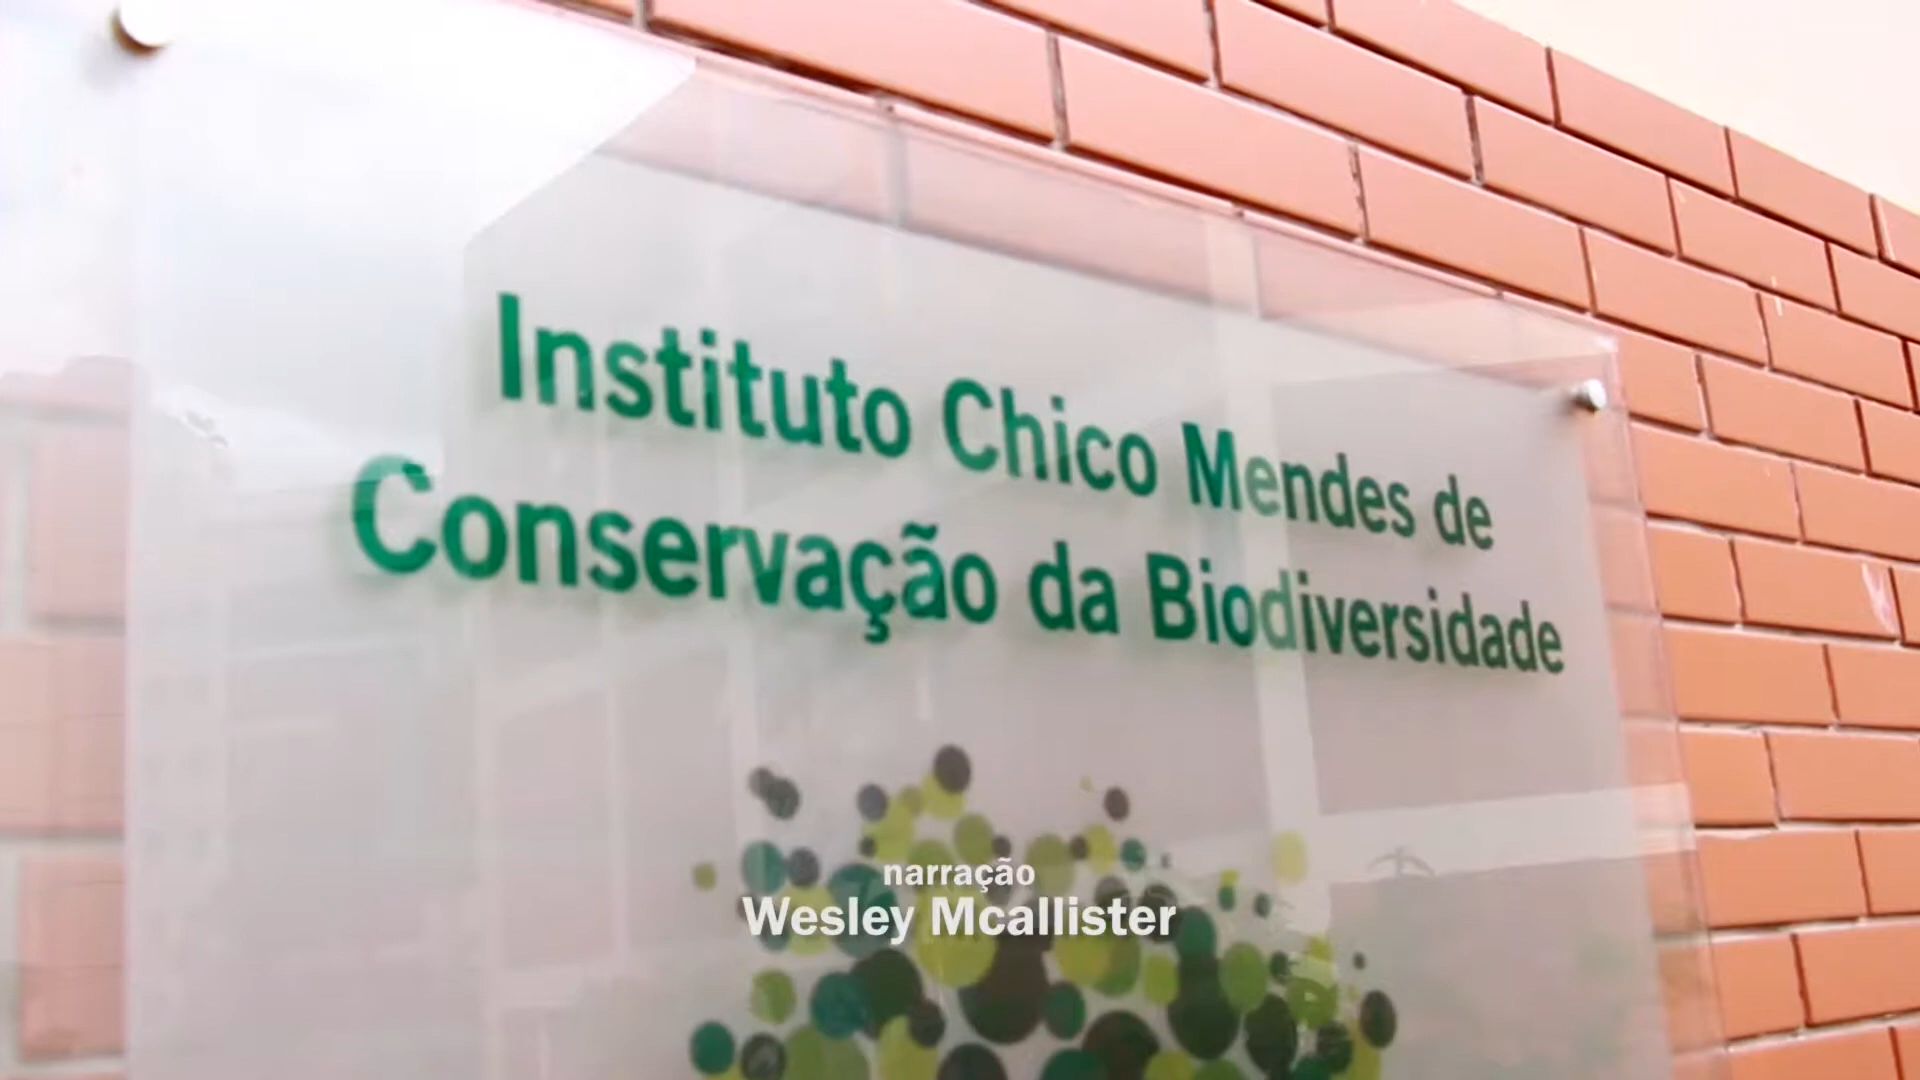 Instituto Chico Mendes de
Conservação da Biodiversidade
narração
Wesley Mcallister